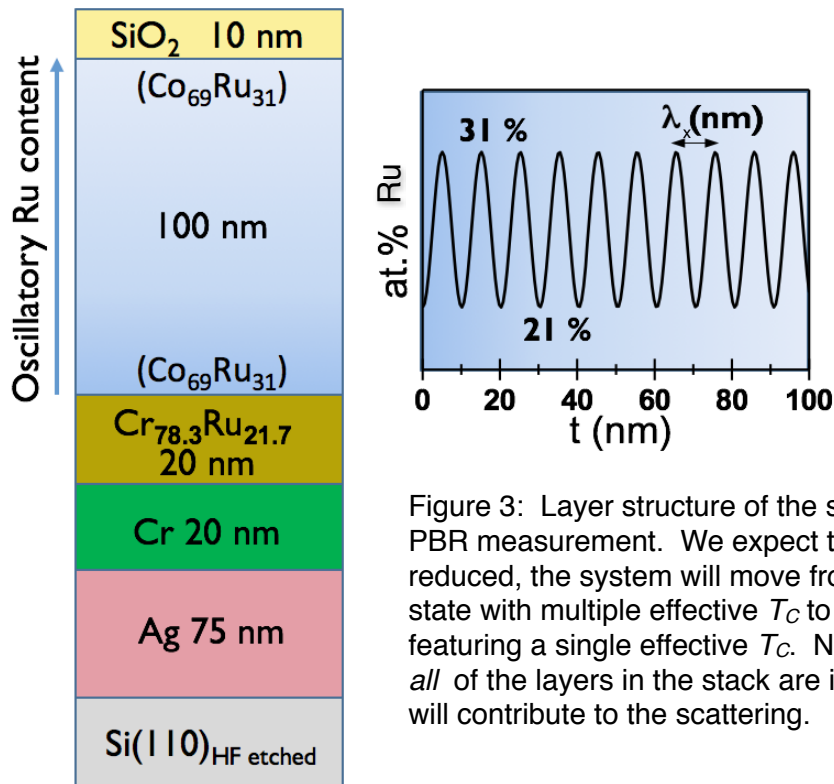 Oscillatory Ru content
SiO₂ 10 nm
(Co₆₉Ru₃₁)
100 nm
(Co₆₉Ru₃₁)
Cr₇₈.₃Ru₂₁.₇
20 nm
Cr 20 nm
Ag 75 nm
Si(110)HF etched
at.% Ru
31 %
λₓ(nm)
21 %
0 20 40 60 80 100
t (nm)
Figure 3: Layer structure of the s
PBR measurement. We expect t
reduced, the system will move fro
state with multiple effective T_C to
featuring a single effective T_C. N
all of the layers in the stack are i
will contribute to the scattering.